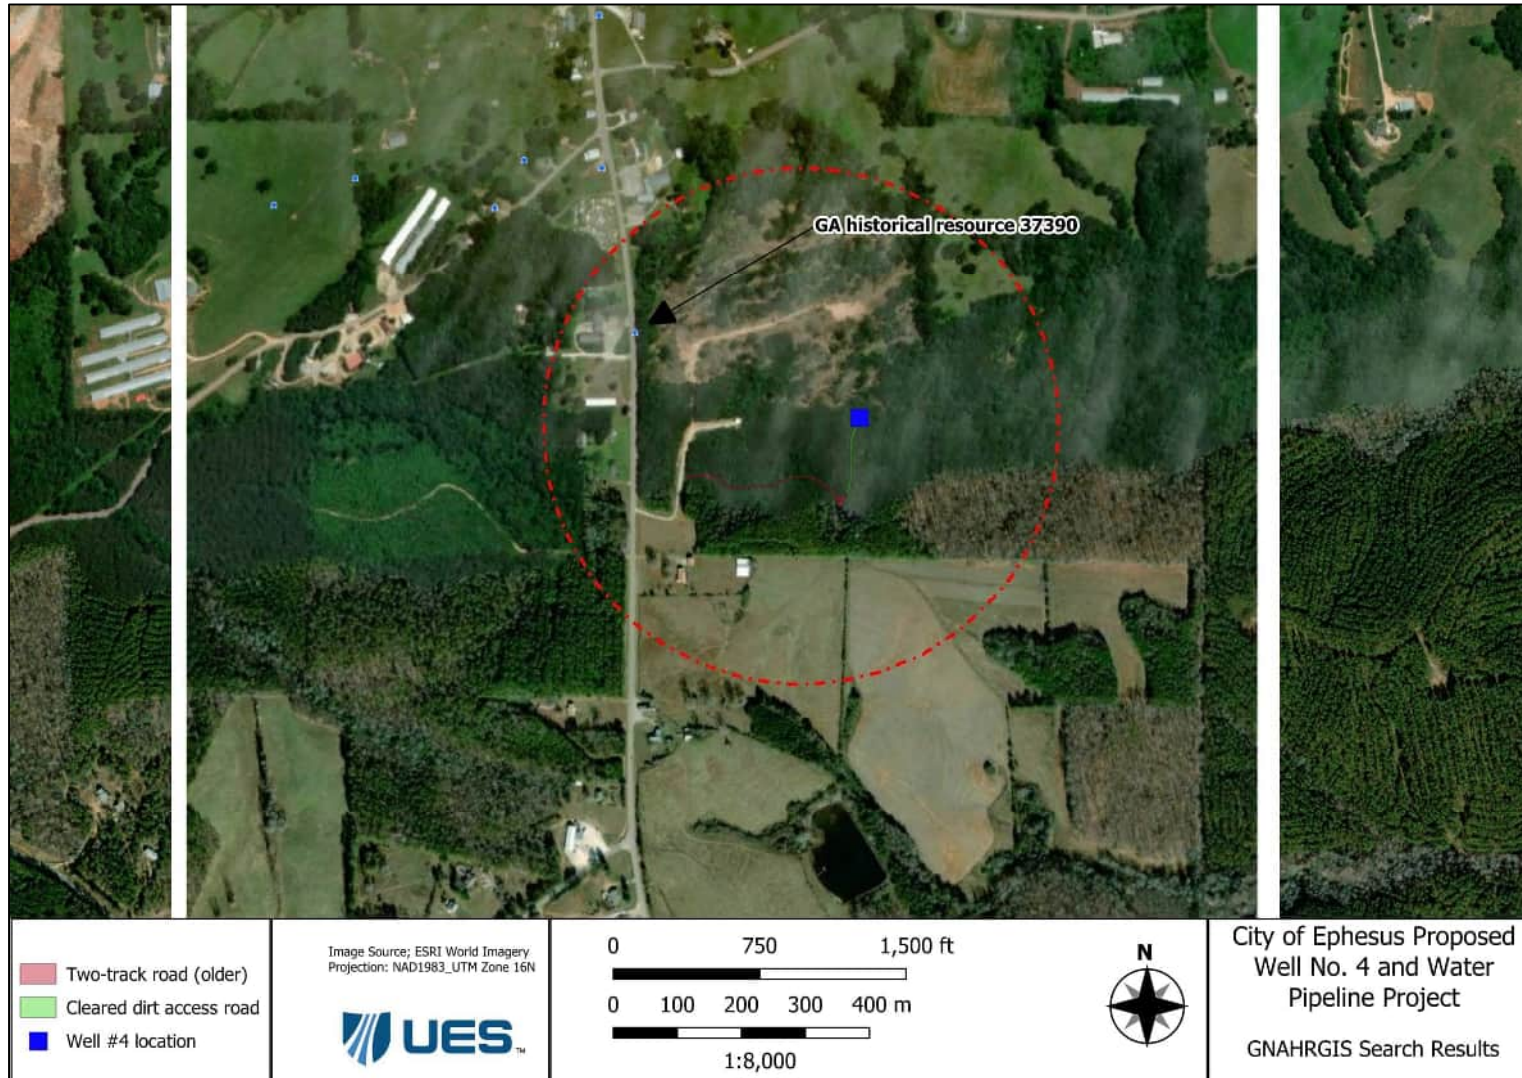 GA historical resource 37390
Two-track road (older)
Cleared dirt access road
Well #4 location
Image Source; ESRI World Imagery
Projection: NAD1983_UTM Zone 16N
UES™
0 750 1,500 ft
0 100 200 300 400 m
1:8,000
N
City of Ephesus Proposed
Well No. 4 and Water
Pipeline Project
GNAHRGIS Search Results